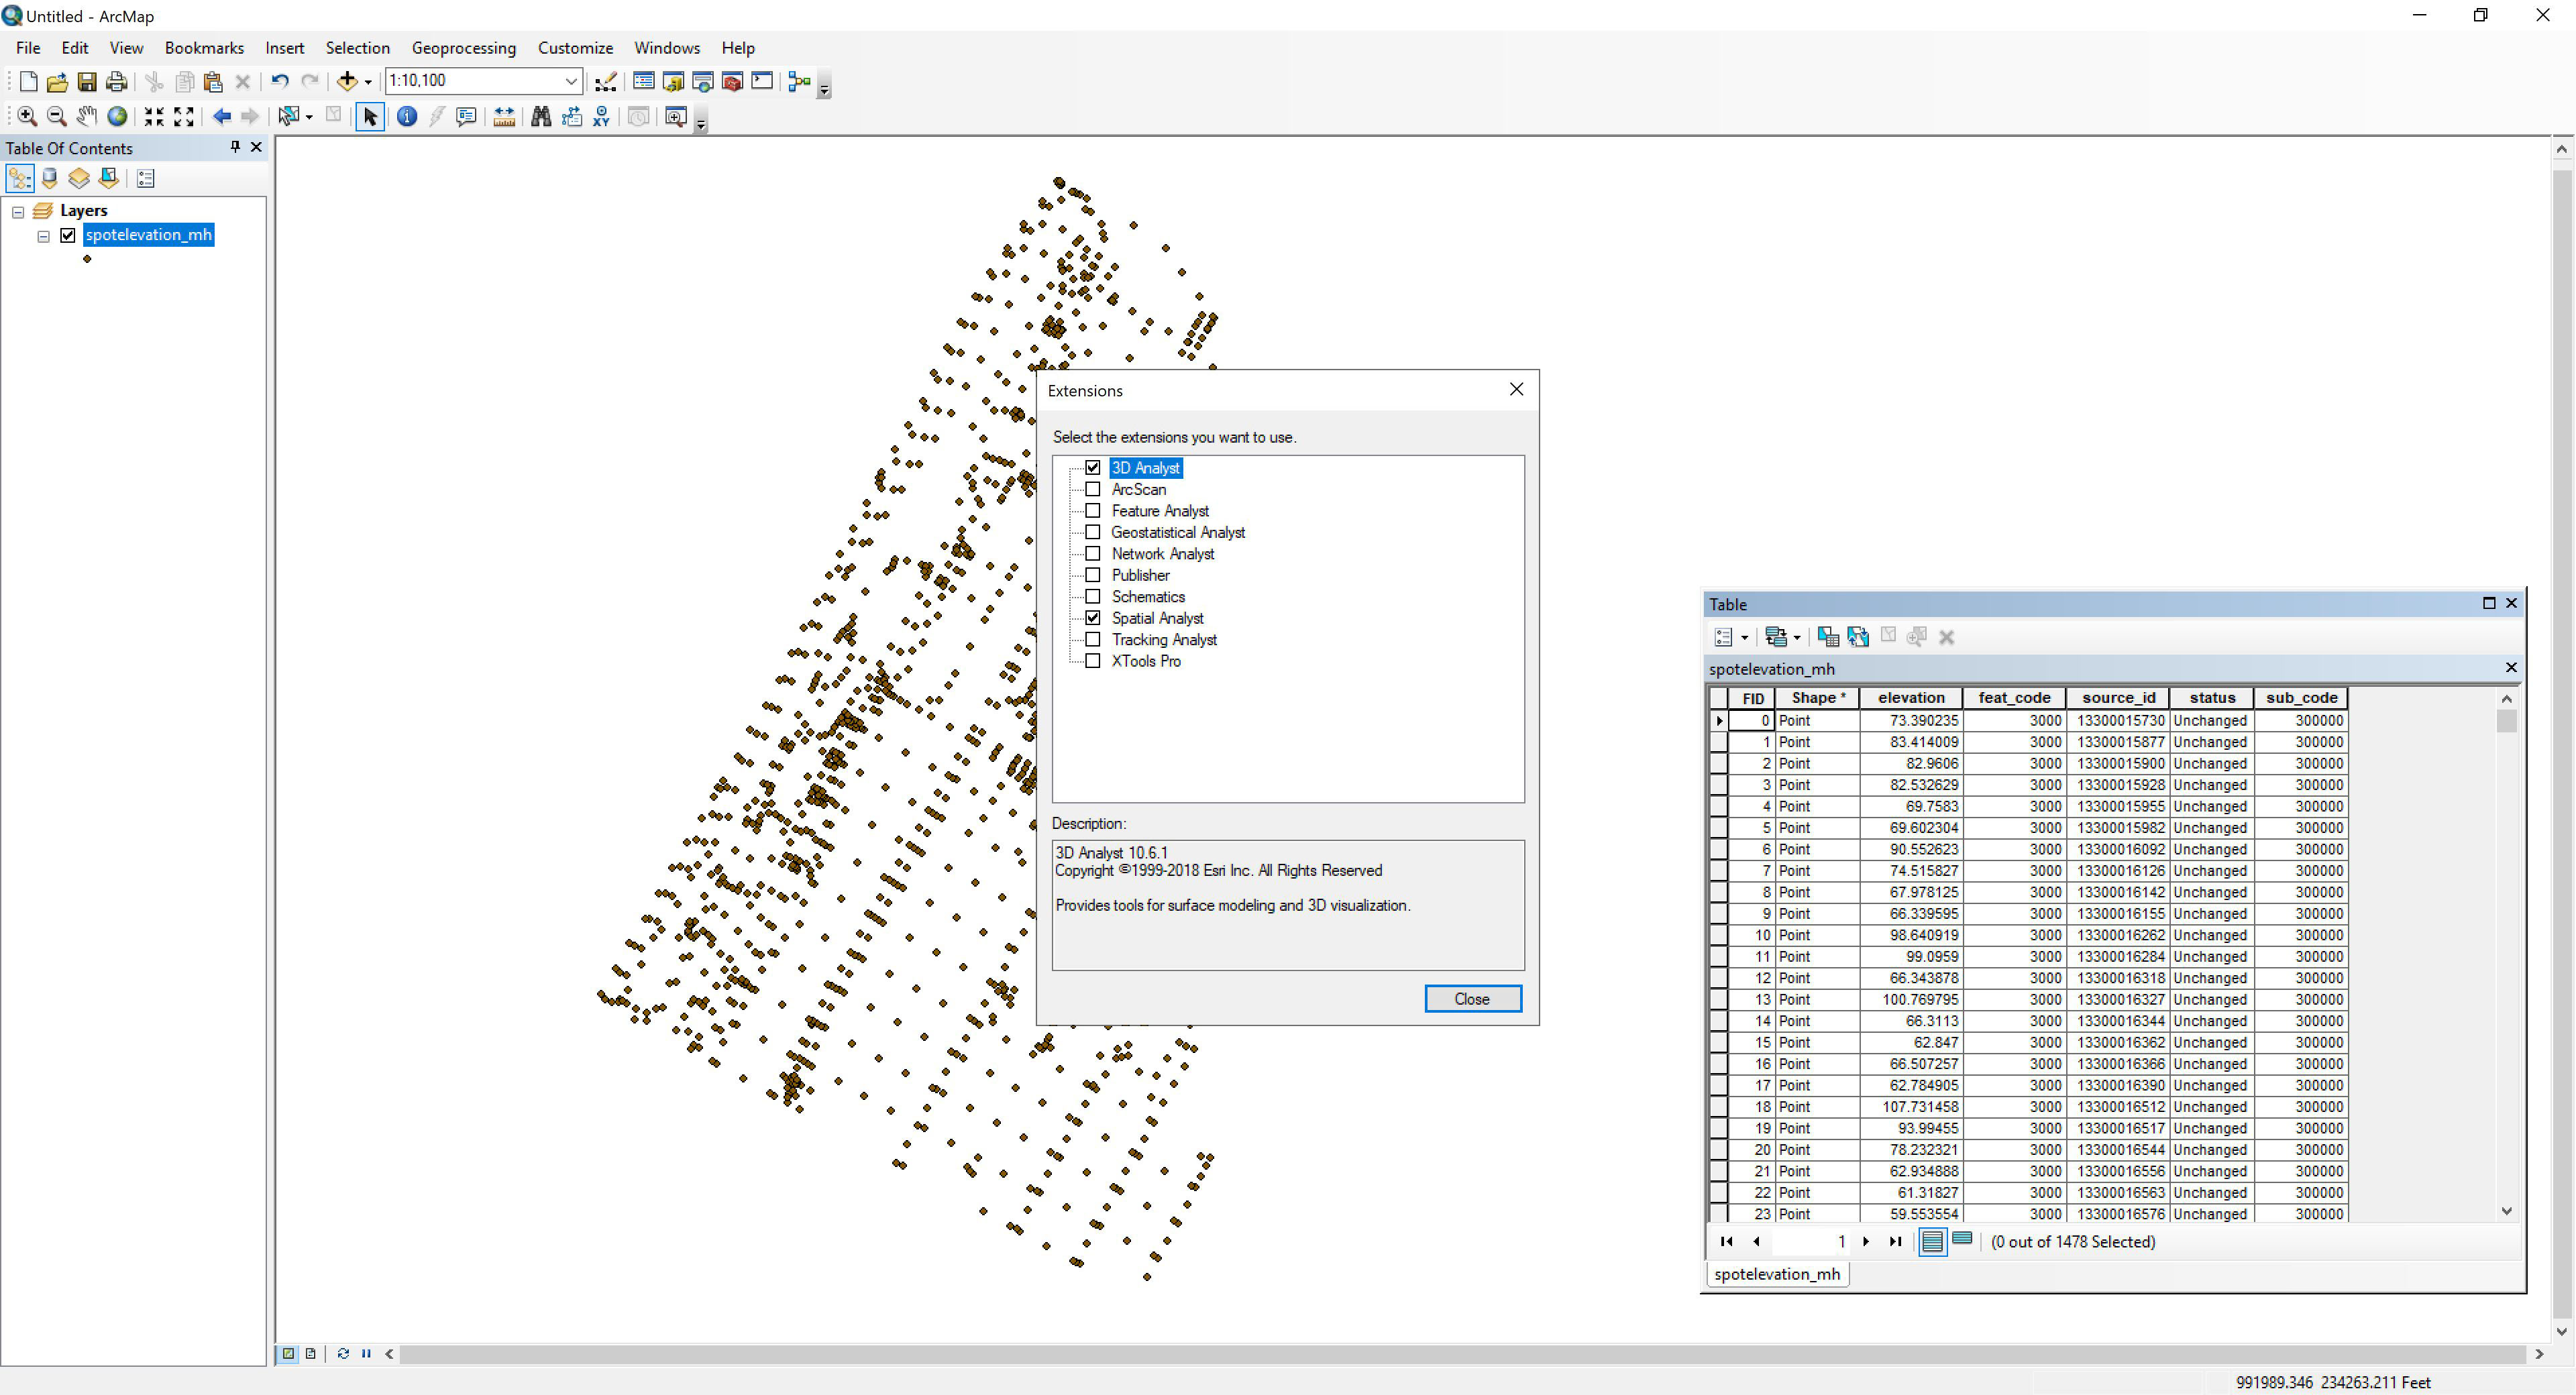 Untitled - ArcMap
File Edit View Bookmarks Insert Selection Geoprocessing Customize Windows Help
1:10,100
Table Of Contents
Layers
spotelevation_mh
Extensions
Select the extensions you want to use.
3D Analyst
ArcScan
Feature Analyst
Geostatistical Analyst
Network Analyst
Publisher
Schematics
Spatial Analyst
Tracking Analyst
XTools Pro
Description:
3D Analyst 10.6.1
Copyright ©1999-2018 Esri Inc. All Rights Reserved
Provides tools for surface modeling and 3D visualization.
Close
Table
spotelevation_mh
FID Shape * elevation feat_code source_id status sub_code
0 Point 73.390235 3000 13300015730 Unchanged 300000
1 Point 83.414009 3000 13300015877 Unchanged 300000
2 Point 82.9606 3000 13300015900 Unchanged 300000
3 Point 82.532629 3000 13300015928 Unchanged 300000
4 Point 69.7583 3000 13300015955 Unchanged 300000
5 Point 69.602304 3000 13300015982 Unchanged 300000
6 Point 90.552623 3000 13300016092 Unchanged 300000
7 Point 74.515827 3000 13300016126 Unchanged 300000
8 Point 67.978125 3000 13300016142 Unchanged 300000
9 Point 66.339595 3000 13300016155 Unchanged 300000
10 Point 98.640919 3000 13300016262 Unchanged 300000
11 Point 99.0959 3000 13300016284 Unchanged 300000
12 Point 66.343878 3000 13300016318 Unchanged 300000
13 Point 100.769795 3000 13300016327 Unchanged 300000
14 Point 66.3113 3000 13300016344 Unchanged 300000
15 Point 62.847 3000 13300016362 Unchanged 300000
16 Point 66.507257 3000 13300016366 Unchanged 300000
17 Point 62.784905 3000 13300016390 Unchanged 300000
18 Point 107.731458 3000 13300016512 Unchanged 300000
19 Point 93.99455 3000 13300016517 Unchanged 300000
20 Point 78.232321 3000 13300016544 Unchanged 300000
21 Point 62.934888 3000 13300016556 Unchanged 300000
22 Point 61.31827 3000 13300016563 Unchanged 300000
23 Point 59.553554 3000 13300016576 Unchanged 300000
1 (0 out of 1478 Selected)
spotelevation_mh
991989.346 234263.211 Feet